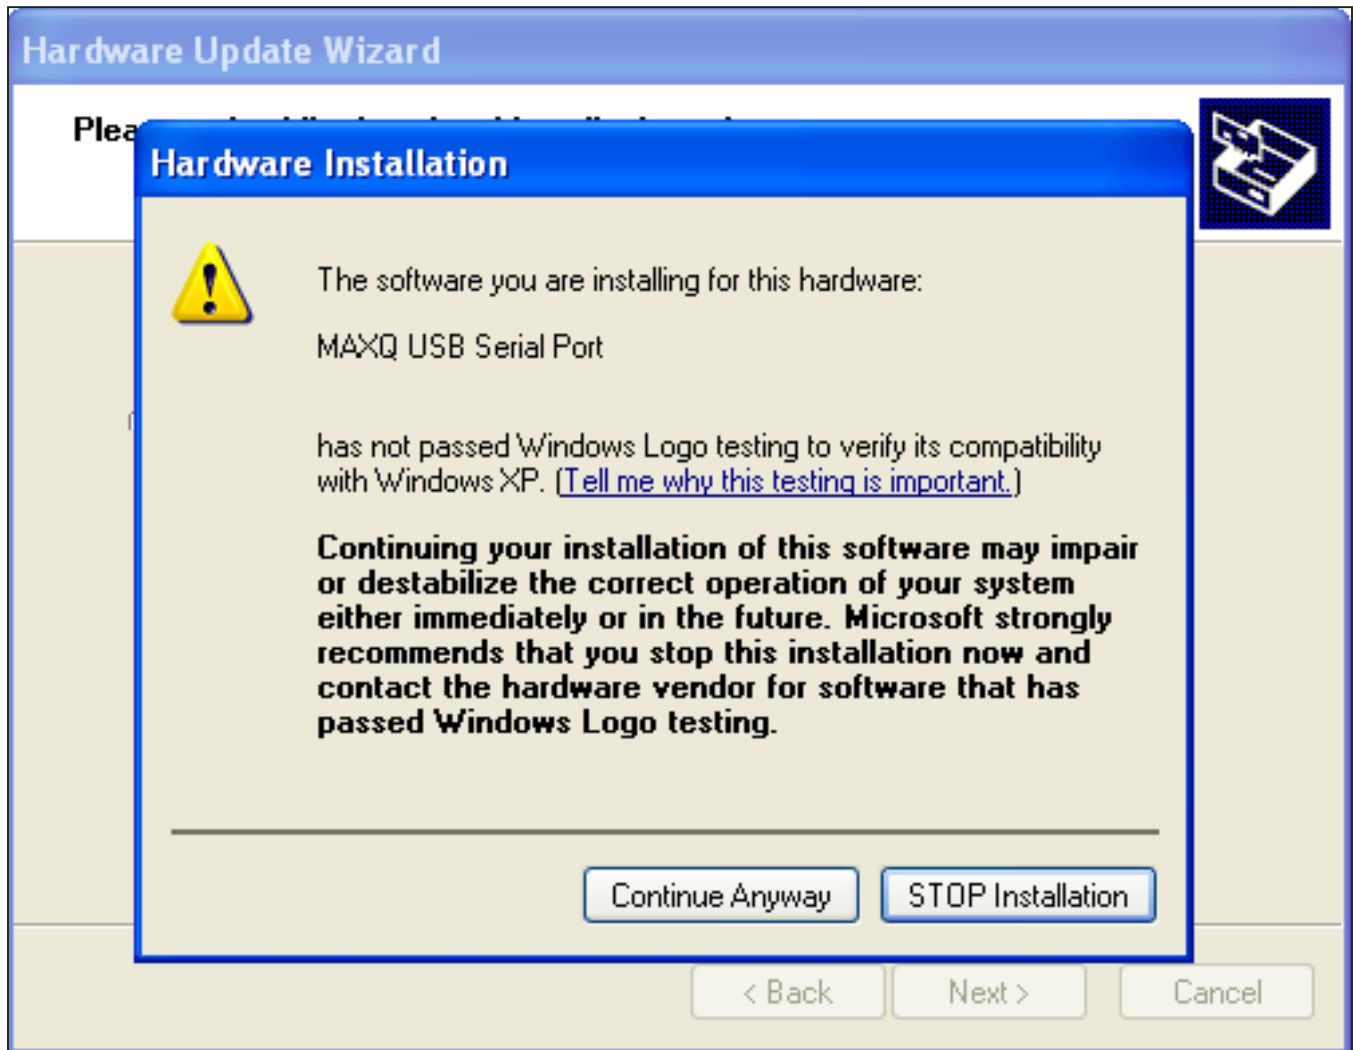 Hardware Update Wizard
Hardware Installation
The software you are installing for this hardware:
MAXQ USB Serial Port
has not passed Windows Logo testing to verify its compatibility
with Windows XP. (Tell me why this testing is important.)
Continuing your installation of this software may impair
or destabilize the correct operation of your system
either immediately or in the future. Microsoft strongly
recommends that you stop this installation now and
contact the hardware vendor for software that has
passed Windows Logo testing.
Continue Anyway STOP Installation
< Back Next > Cancel